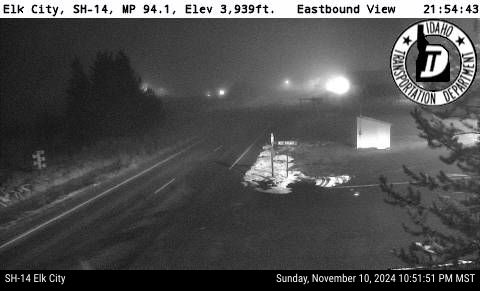 Elk City, SH-14, MP 94.1, Elev 3,939ft. Eastbound View 21:54:43
IDAHO
TRANSPORTATION DEPARTMENT
SH-14 Elk City Sunday, November 10, 2024 10:51:51 PM MST